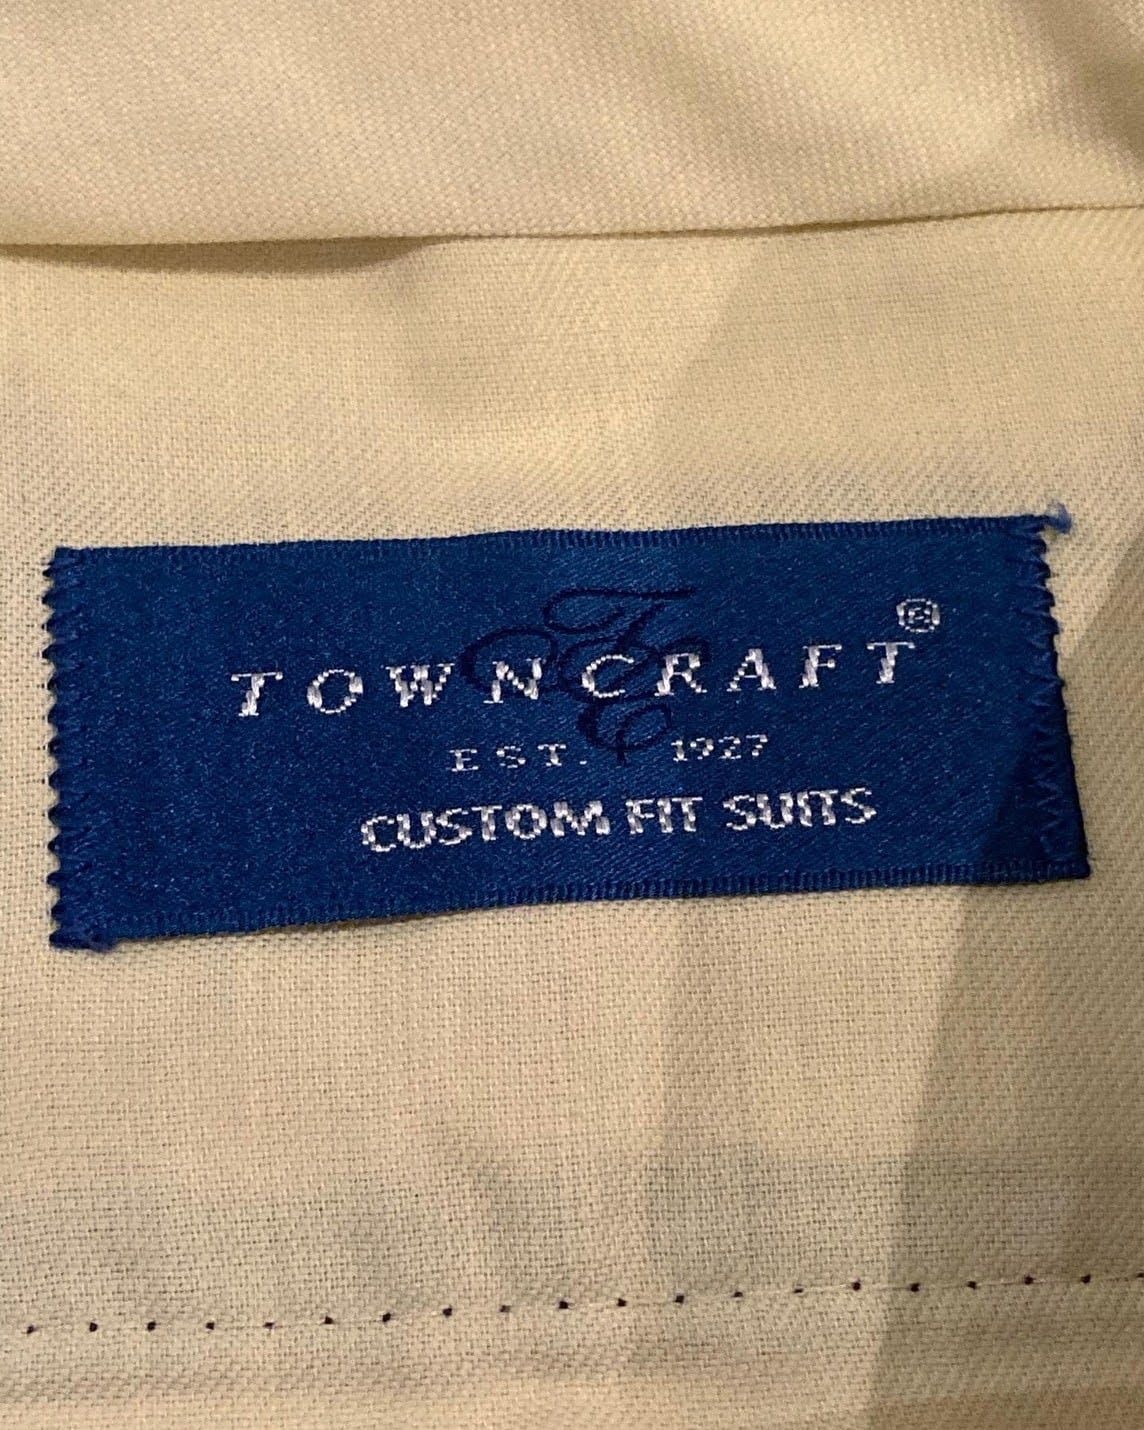 TOWNCRAFT®
EST. 1927
CUSTOM FIT SUITS